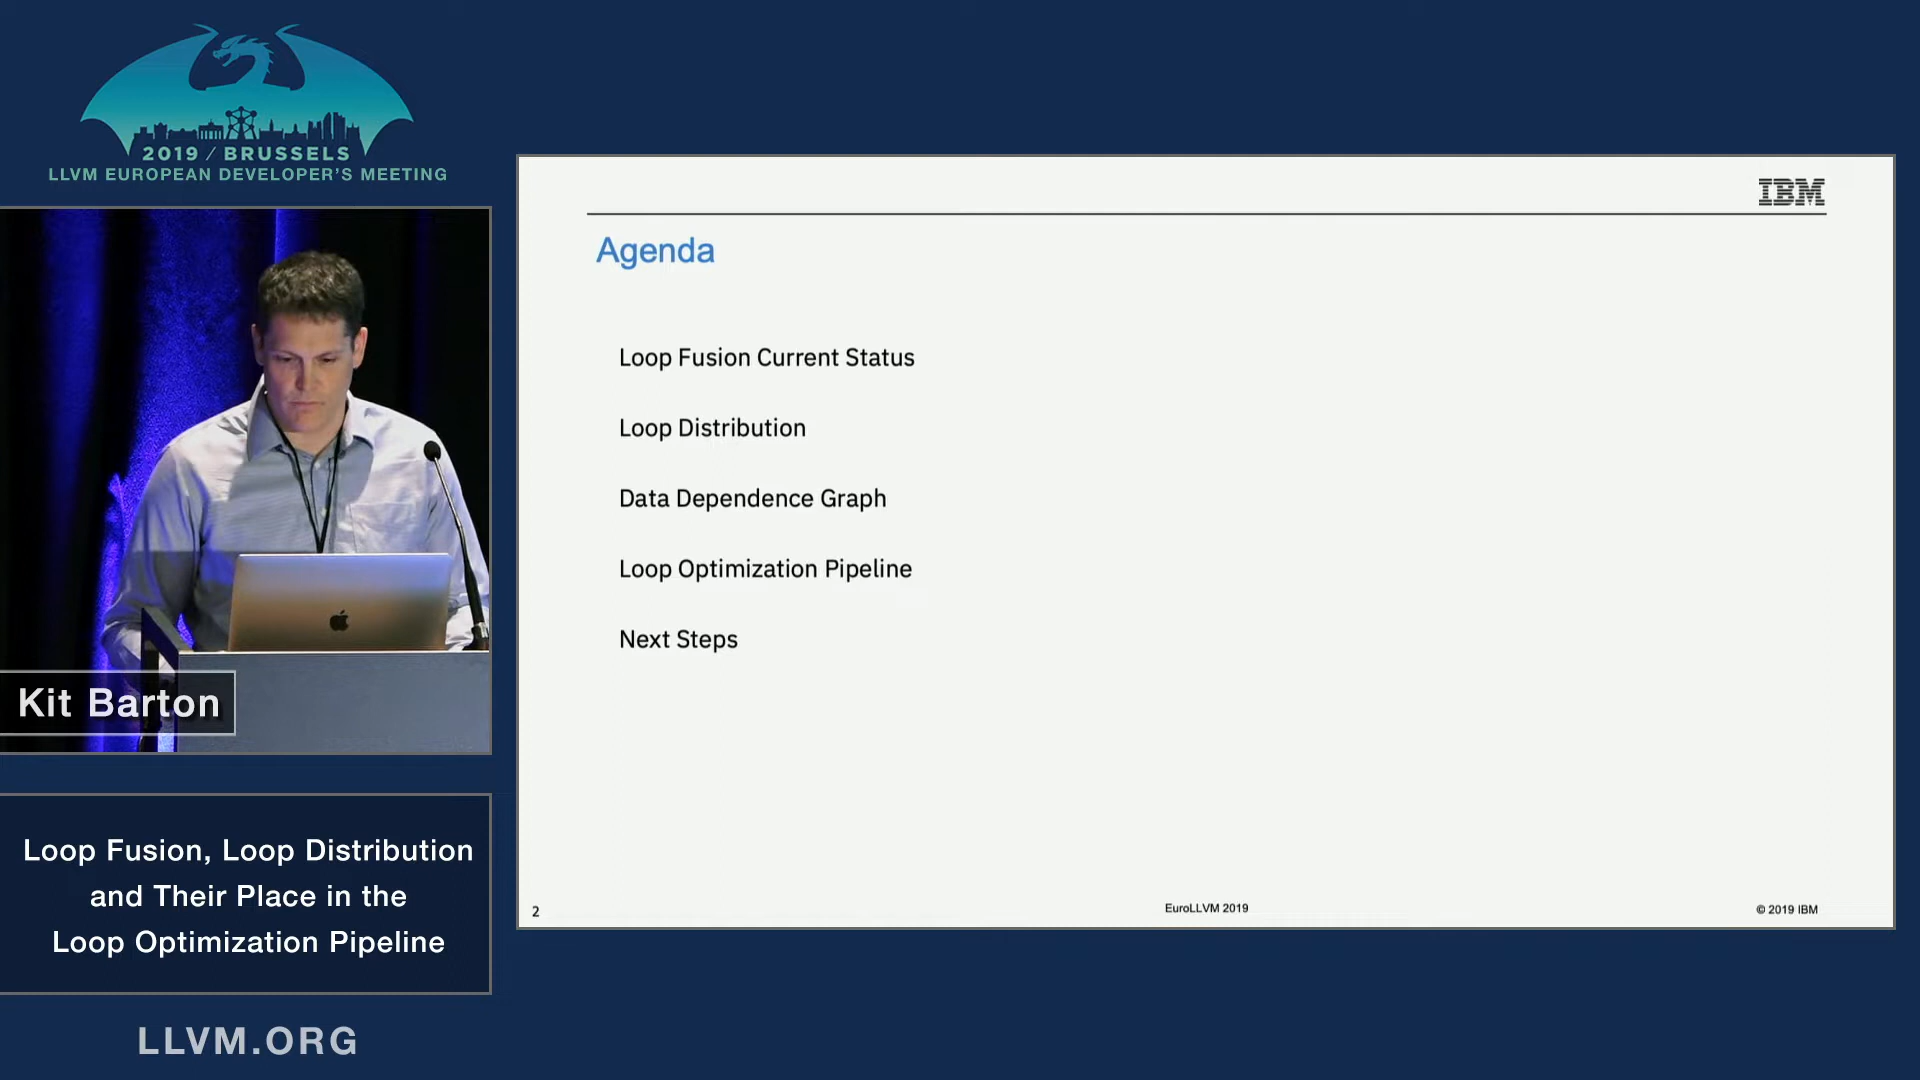 2019 / BRUSSELS
LLVM EUROPEAN DEVELOPER'S MEETING
Kit Barton
Loop Fusion, Loop Distribution
and Their Place in the
Loop Optimization Pipeline
LLVM.ORG
IBM
Agenda
Loop Fusion Current Status
Loop Distribution
Data Dependence Graph
Loop Optimization Pipeline
Next Steps
2
EuroLLVM 2019
© 2019 IBM